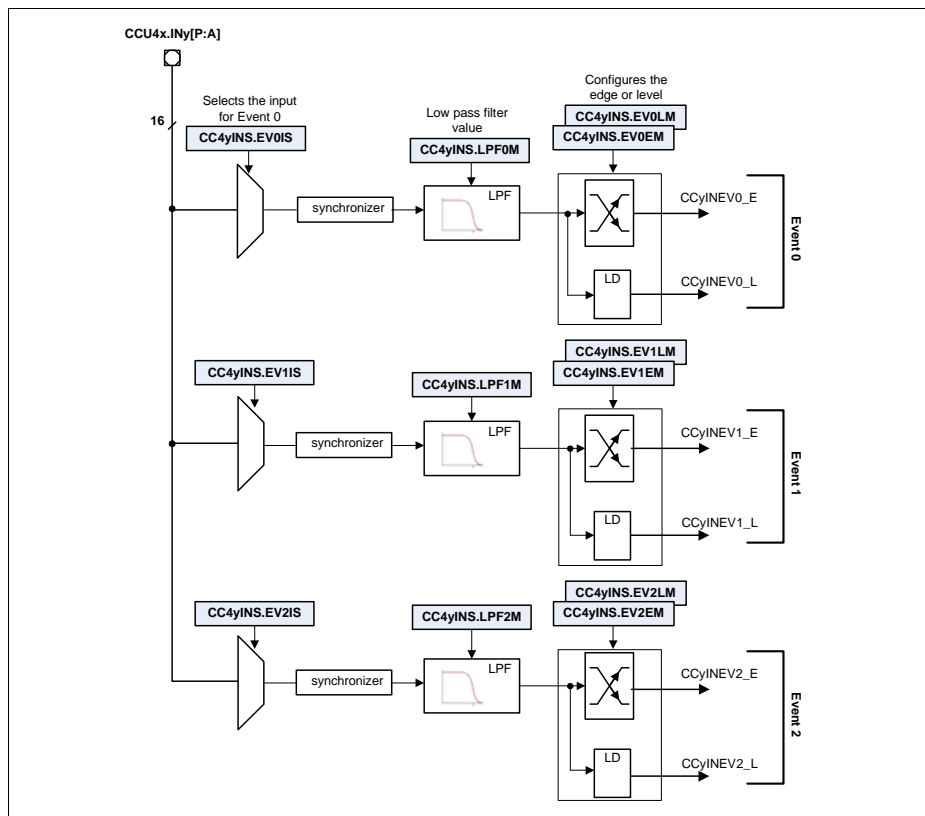 CCU4x.INy[P:A]
16
Selects the input
for Event 0
CC4yINS.EV0IS
synchronizer
Low pass filter
value
CC4yINS.LPF0M
LPF
Configures the
edge or level
CC4yINS.EV0LM
CC4yINS.EV0EM
LD
CCyINEV0_E
CCyINEV0_L
Event 0
CC4yINS.EV1IS
synchronizer
CC4yINS.LPF1M
LPF
CC4yINS.EV1LM
CC4yINS.EV1EM
LD
CCyINEV1_E
CCyINEV1_L
Event 1
CC4yINS.EV2IS
synchronizer
CC4yINS.LPF2M
LPF
CC4yINS.EV2LM
CC4yINS.EV2EM
LD
CCyINEV2_E
CCyINEV2_L
Event 2